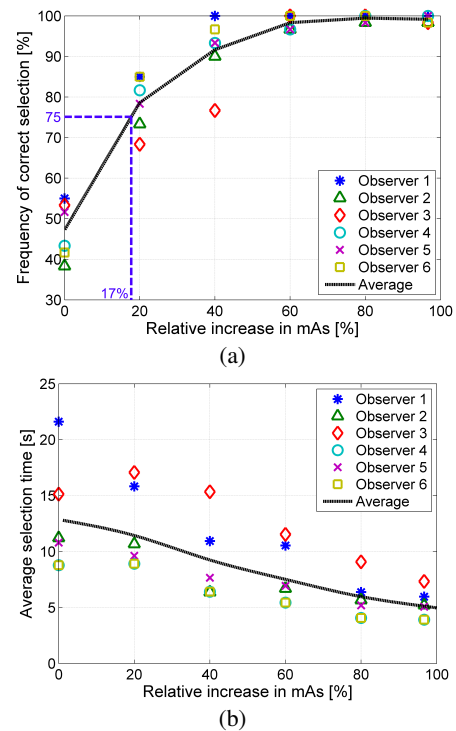 100
90
80
75
70
60
50
40
30
Frequency of correct selection [%]
17%
0 20 40 60 80 100
Relative increase in mAs [%]
Observer 1
Observer 2
Observer 3
Observer 4
Observer 5
Observer 6
Average
(a)
25
20
15
10
5
0
Average selection time [s]
0 20 40 60 80 100
Relative increase in mAs [%]
Observer 1
Observer 2
Observer 3
Observer 4
Observer 5
Observer 6
Average
(b)